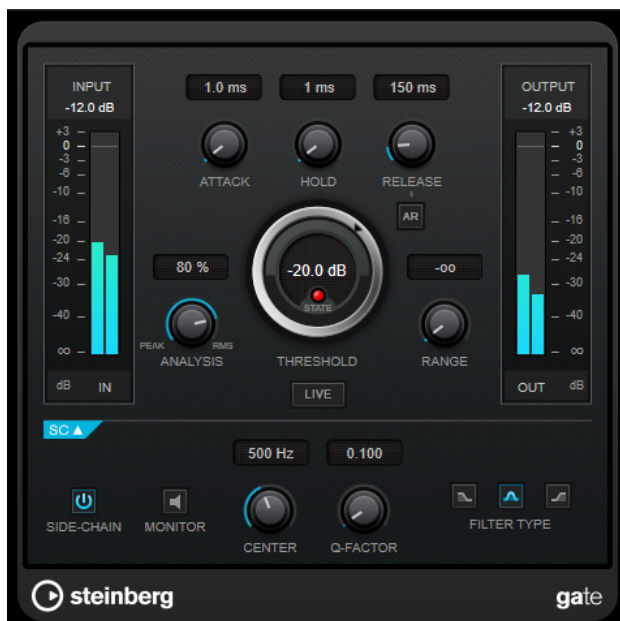 INPUT
-12.0 dB
1.0 ms
1 ms
150 ms
OUTPUT
-12.0 dB
+3
0
-3
-6
-10
-16
-20
-24
-30
-40
∞
dB
IN
ATTACK
HOLD
RELEASE
AR
80 %
-20.0 dB
STATE
-∞
PEAK
RMS
ANALYSIS
THRESHOLD
RANGE
LIVE
+3
0
-3
-6
-10
-16
-20
-24
-30
-40
∞
OUT
dB
SC
500 Hz
0.100
SIDE-CHAIN
MONITOR
CENTER
Q-FACTOR
FILTER TYPE
steinberg
gate